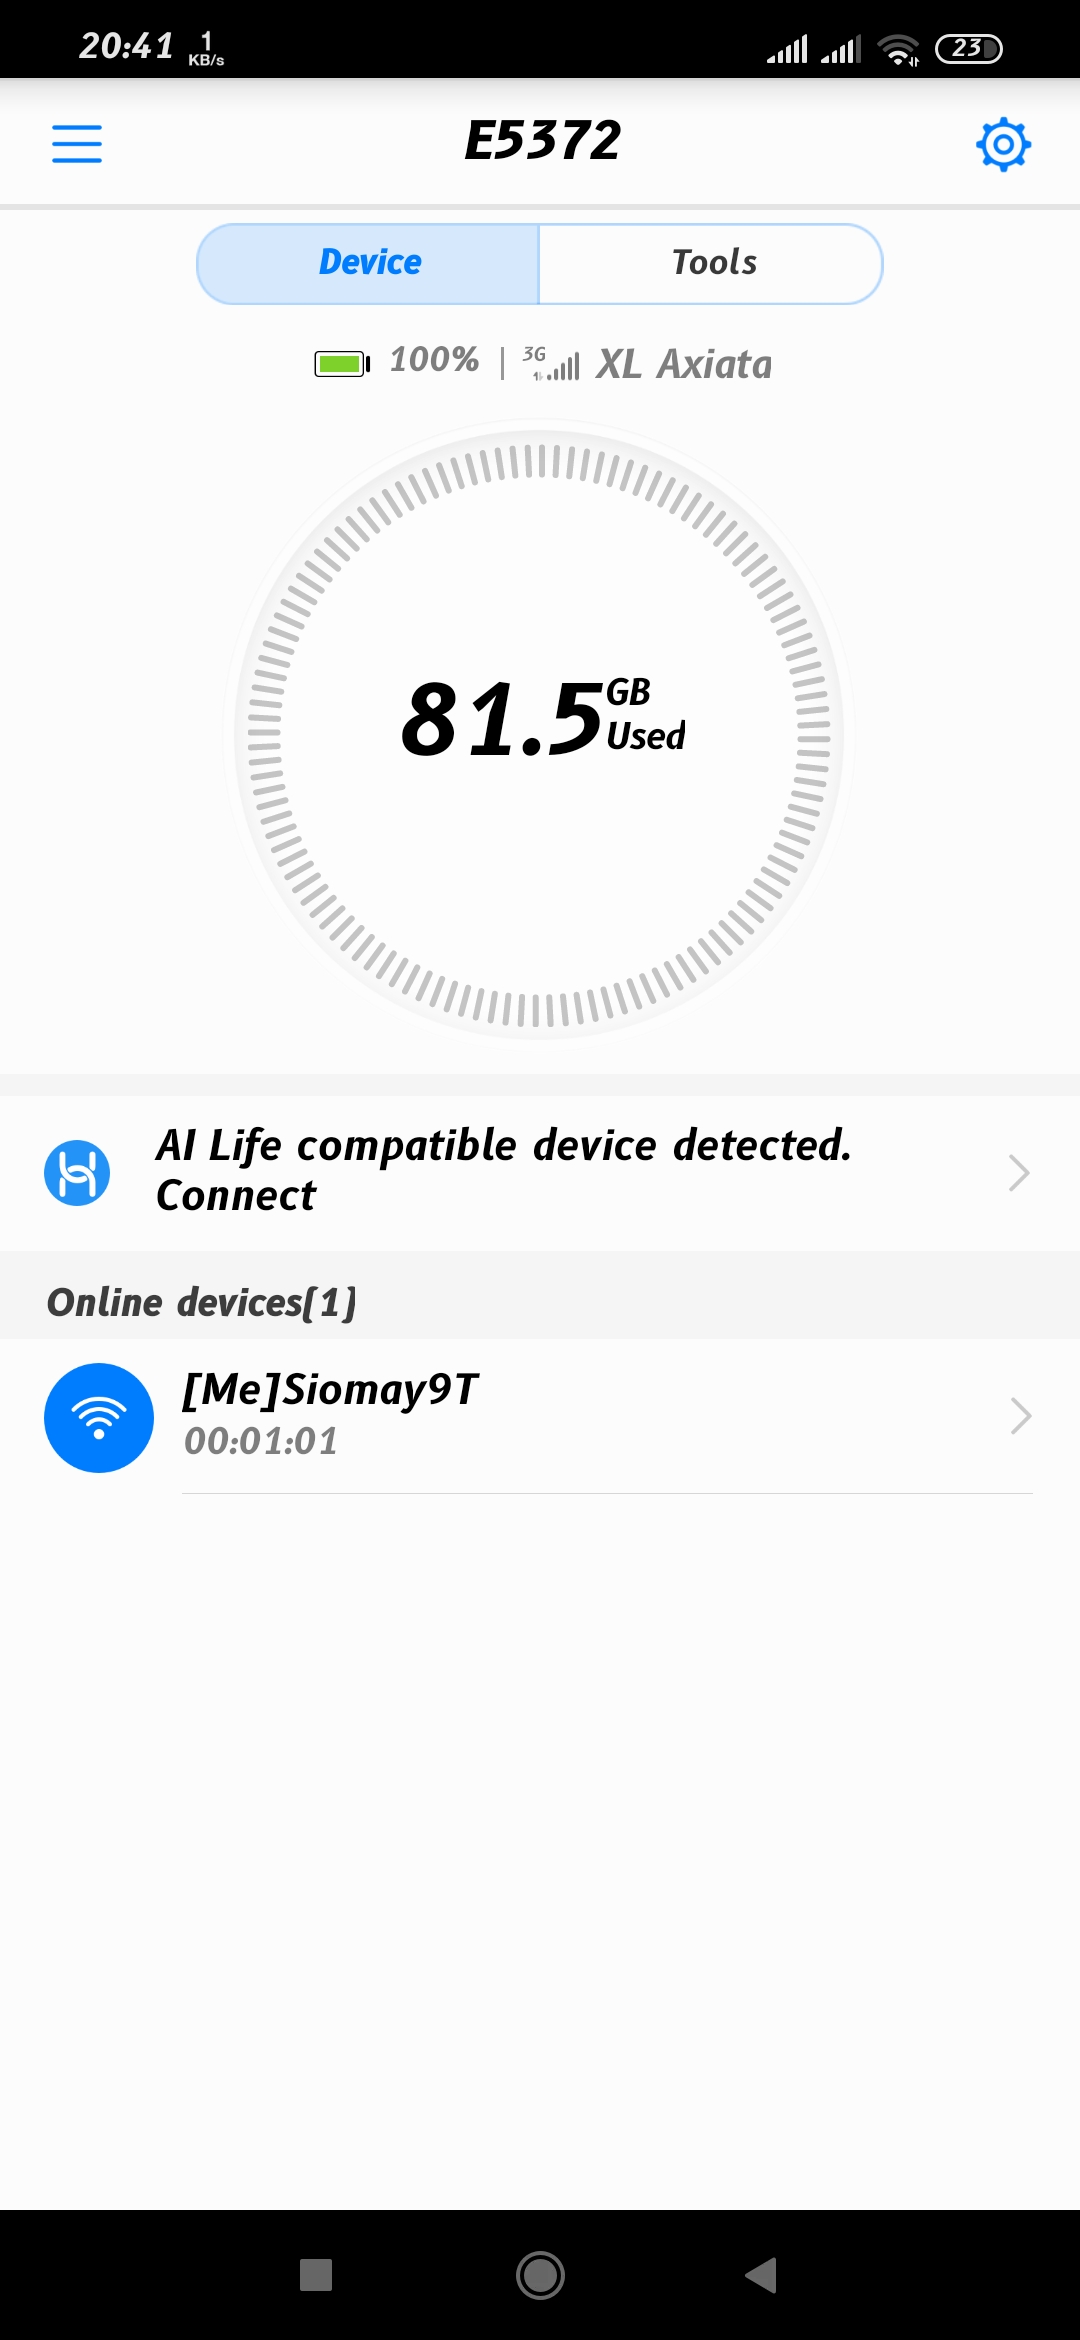 20:41 1 KB/s 23
E5372
Device Tools
100% | 3G XL Axiata
81.5 GB Used
AI Life compatible device detected.
Connect
Online devices(1)
[Me]Siomay9T
00:01:01